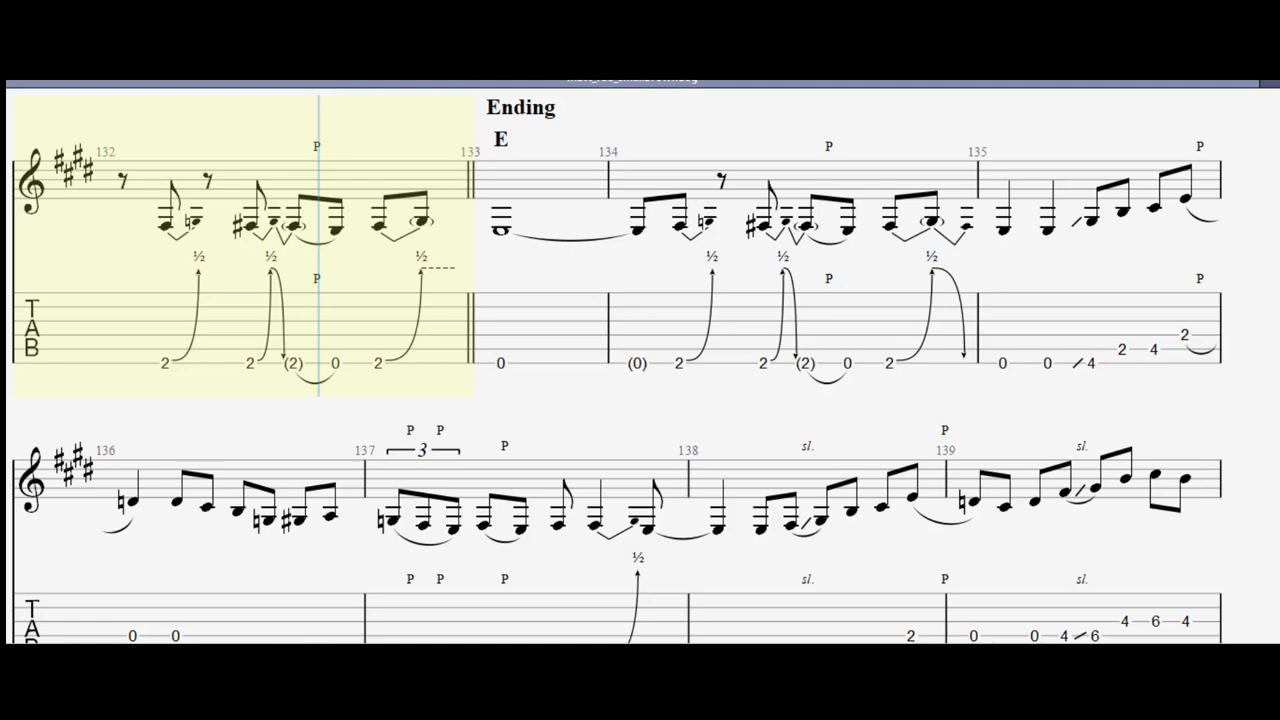 Ending
E
132 P 133 134 P 135 P
½ ½ ½ ½ ½ ½
P P P
T
A
B
2 2 (2) 0 2 0 (0) 2 2 (2) 0 2 0 0 4 2 4 2
P P P sl. P sl.
136 137 3 138 139
½
P P P sl. P sl.
T
A
4 6 4
0 0 2 0 0 4 6